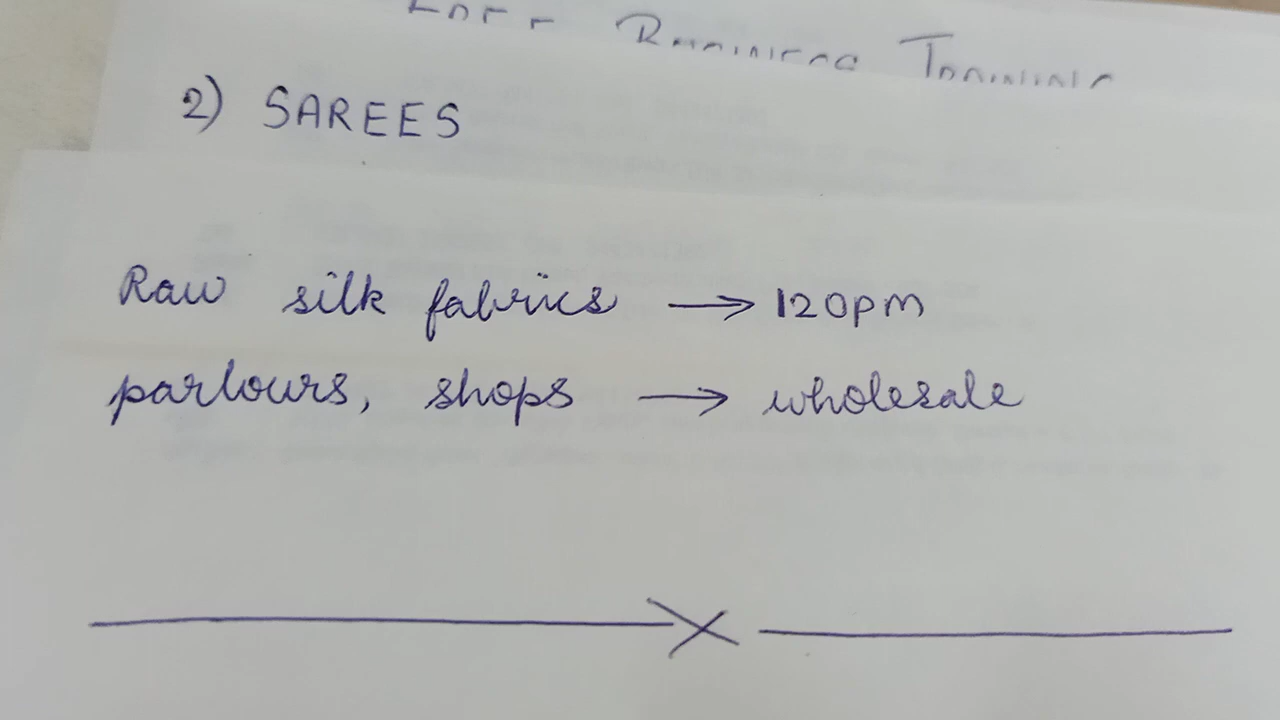 2) SAREES
Raw silk fabrics → 120pm
parlours, shops → wholesale